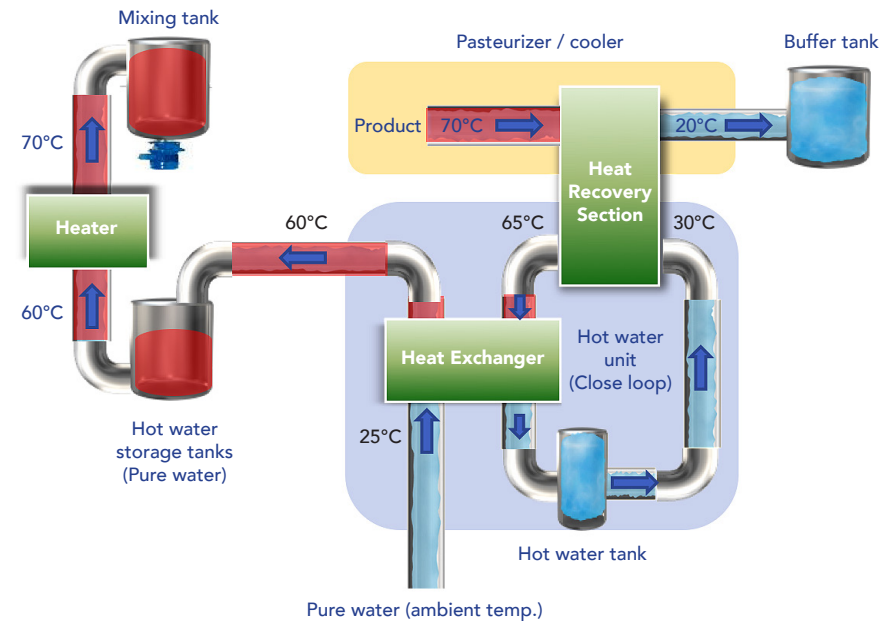 Mixing tank
Pasteurizer / cooler
Buffer tank
Product
70°C
20°C
70°C
Heat
Recovery
Section
Heater
60°C
65°C
30°C
60°C
Heat Exchanger
Hot water
unit
(Close loop)
25°C
Hot water
storage tanks
(Pure water)
Hot water tank
Pure water (ambient temp.)